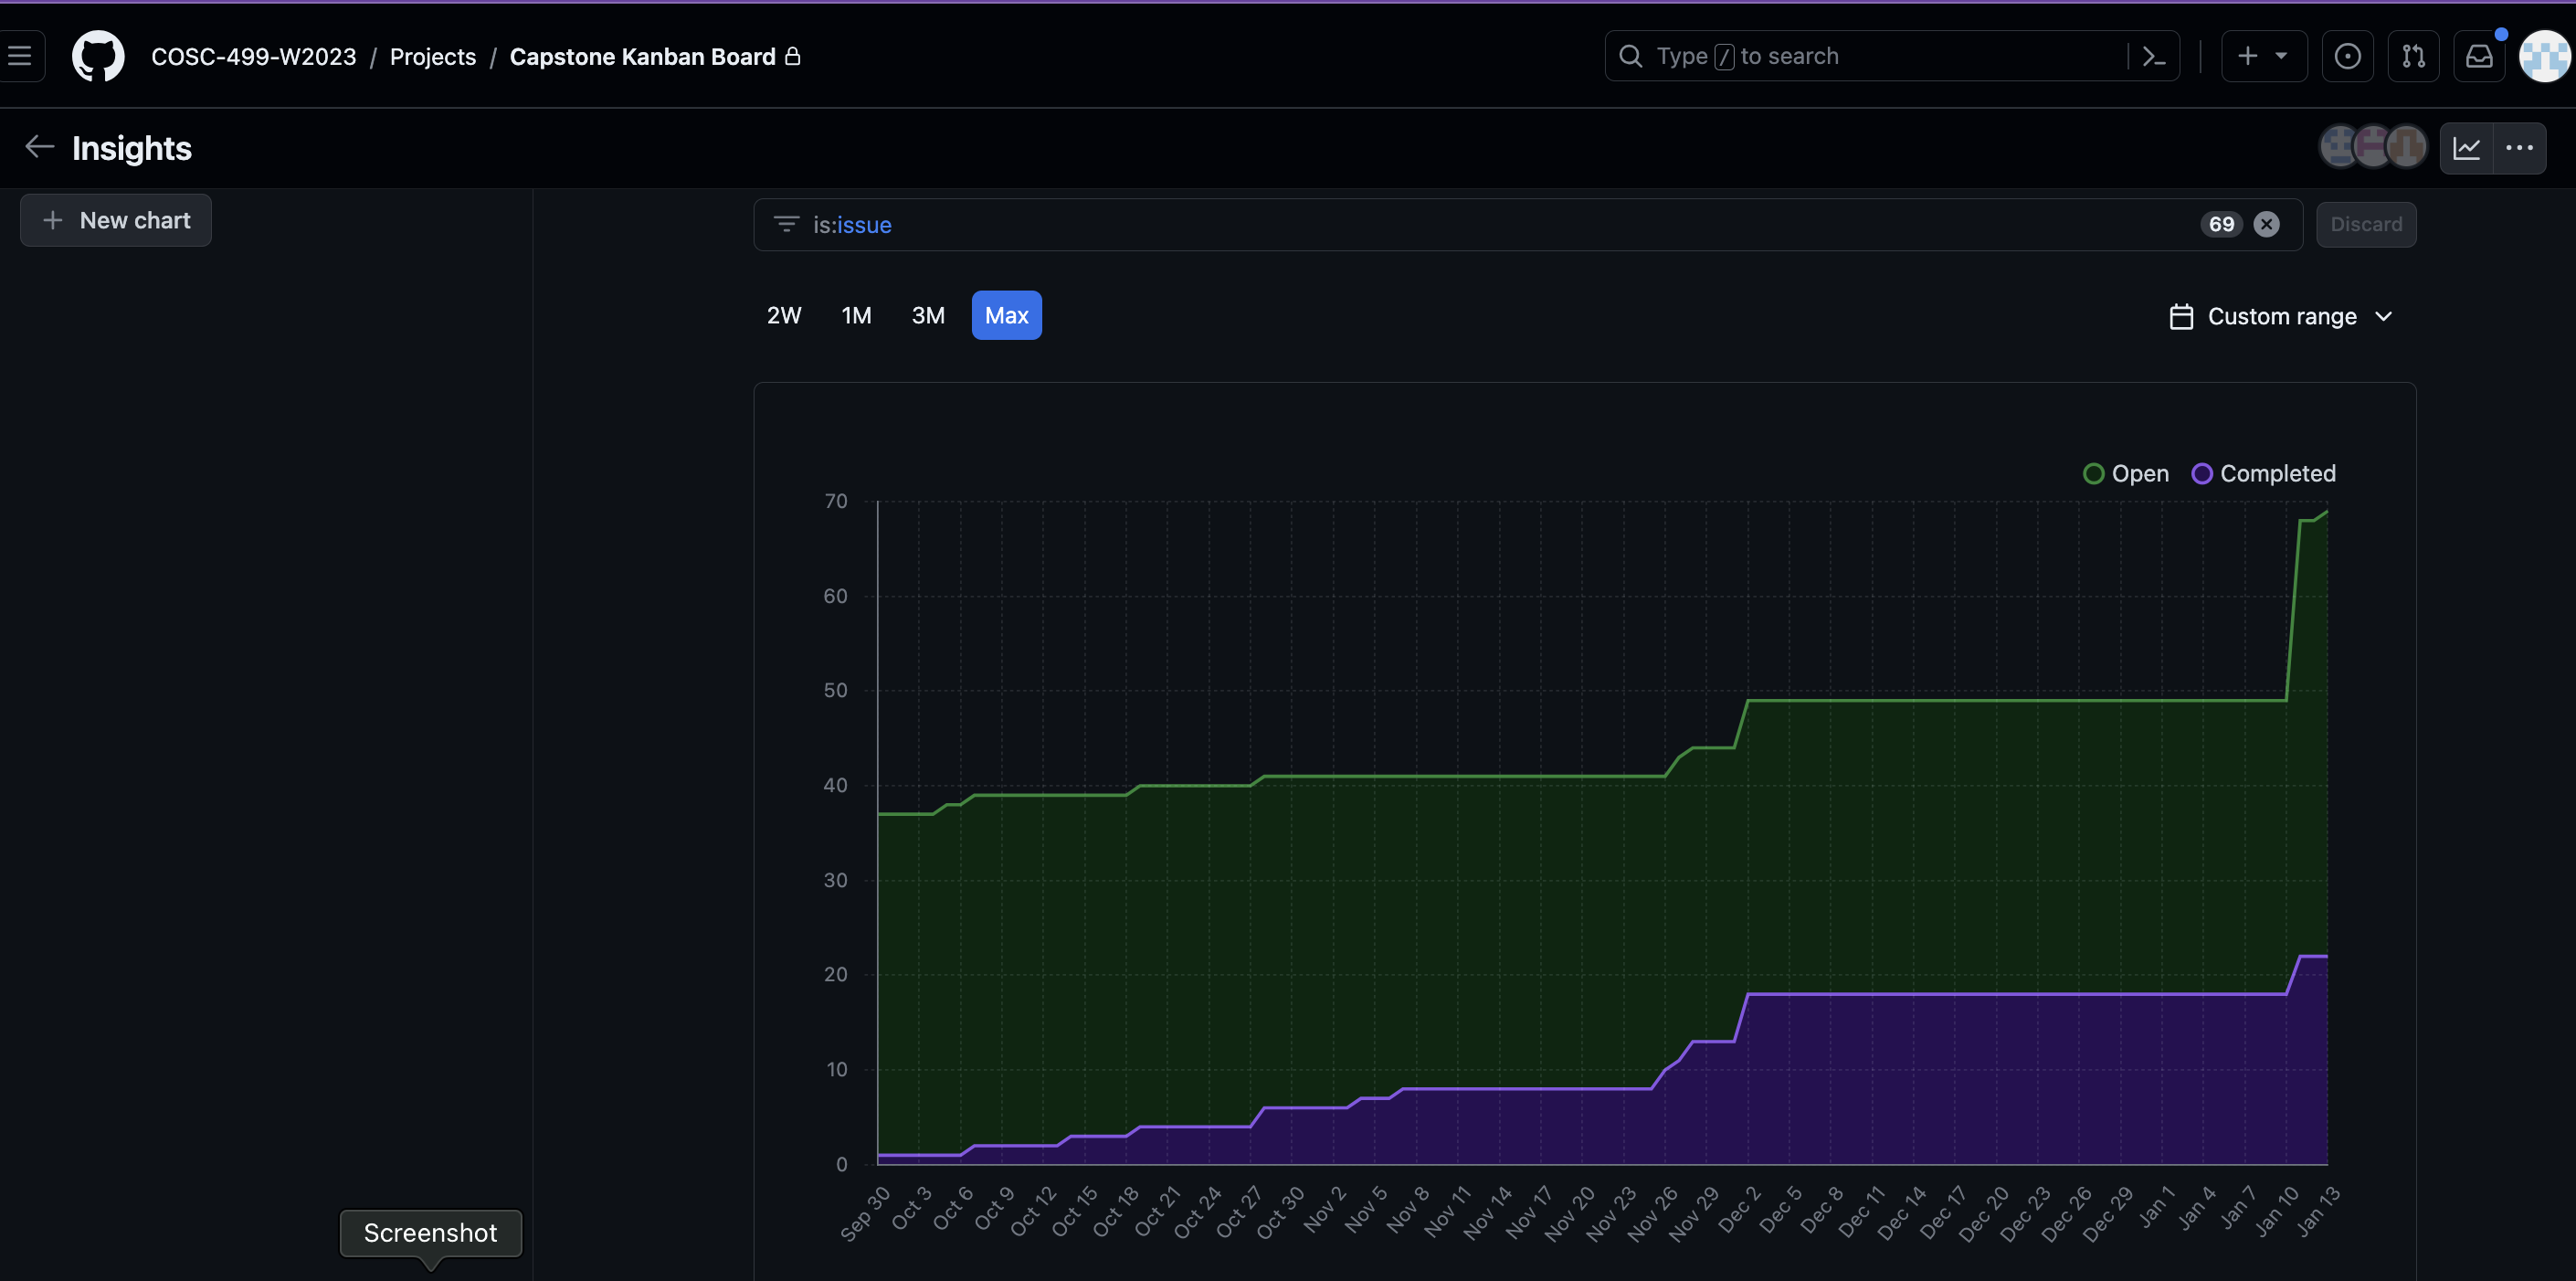 COSC-499-W2023 / Projects / Capstone Kanban Board
Type / to search
Insights
New chart
is:issue
69
Discard
2W 1M 3M Max
Custom range
Open Completed
70
60
50
40
30
20
10
0
Sep 30 Oct 3 Oct 6 Oct 9 Oct 12 Oct 15 Oct 18 Oct 21 Oct 24 Oct 27 Oct 30 Nov 2 Nov 5 Nov 8 Nov 11 Nov 14 Nov 17 Nov 20 Nov 23 Nov 26 Nov 29 Dec 2 Dec 5 Dec 8 Dec 11 Dec 14 Dec 17 Dec 20 Dec 23 Dec 26 Dec 29 Jan 1 Jan 4 Jan 7 Jan 10 Jan 13
Screenshot